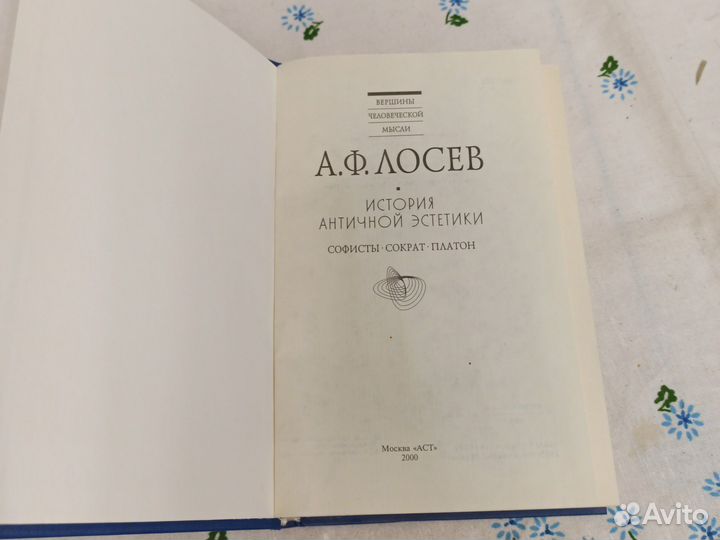 ВЕРШИНЫ
ЧЕЛОВЕЧЕСКОЙ
МЫСЛИ
А.Ф.ЛОСЕВ
ИСТОРИЯ
АНТИЧНОЙ ЭСТЕТИКИ
СОФИСТЫ · СОКРАТ · ПЛАТОН
Москва «АСТ»
2000
Avito